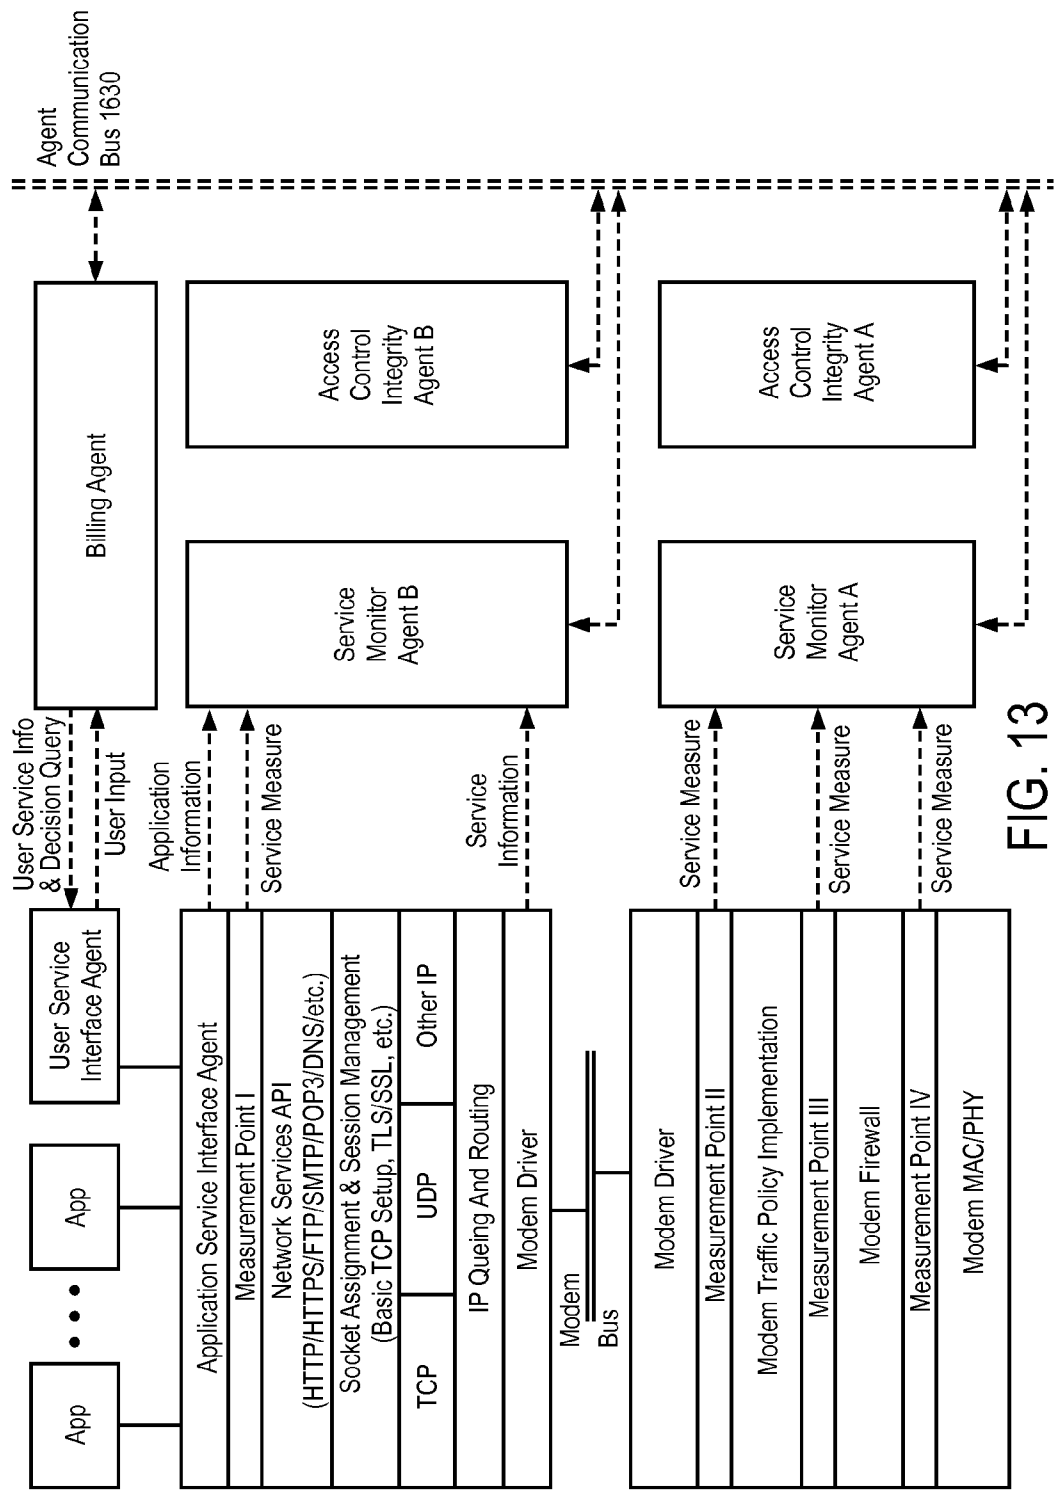 App
App
User Service
Interface Agent
User Service Info
& Decision Query
User Input
Billing Agent
Agent
Communication
Bus 1630
Application Service Interface Agent
Measurement Point I
Network Services API
(HTTP/HTTPS/FTP/SMTP/POP3/DNS/etc.)
Socket Assignment & Session Management
(Basic TCP Setup, TLS/SSL, etc.)
TCP
UDP
Other IP
IP Queing And Routing
Modem Driver
Application
Information
Service Measure
Service
Information
Service
Monitor
Agent B
Access
Control
Integrity
Agent B
Modem
Bus
Modem Driver
Measurement Point II
Modem Traffic Policy Implementation
Measurement Point III
Modem Firewall
Measurement Point IV
Modem MAC/PHY
Service Measure
Service Measure
Service Measure
Service
Monitor
Agent A
Access
Control
Integrity
Agent A
FIG. 13